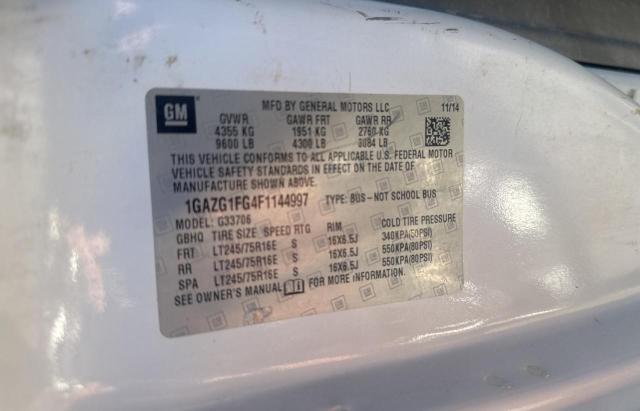 GM
MFD BY GENERAL MOTORS LLC 11/14
GVWR GAWR FRT GAWR RR
4355 KG 1951 KG 2760 KG
9600 LB 4300 LB 6084 LB
THIS VEHICLE CONFORMS TO ALL APPLICABLE U.S. FEDERAL MOTOR
VEHICLE SAFETY STANDARDS IN EFFECT ON THE DATE OF
MANUFACTURE SHOWN ABOVE.
1GAZG1FG4F1144997 TYPE: BUS-NOT SCHOOL BUS
MODEL: G33706
GBHQ TIRE SIZE SPEED RTG RIM COLD TIRE PRESSURE
FRT LT245/75R16E S 16X6.5J 340KPA(50PSI)
RR LT245/75R16E S 16X6.5J 550KPA(80PSI)
SPA LT245/75R16E S 16X6.5J 550KPA(80PSI)
SEE OWNER'S MANUAL FOR MORE INFORMATION.